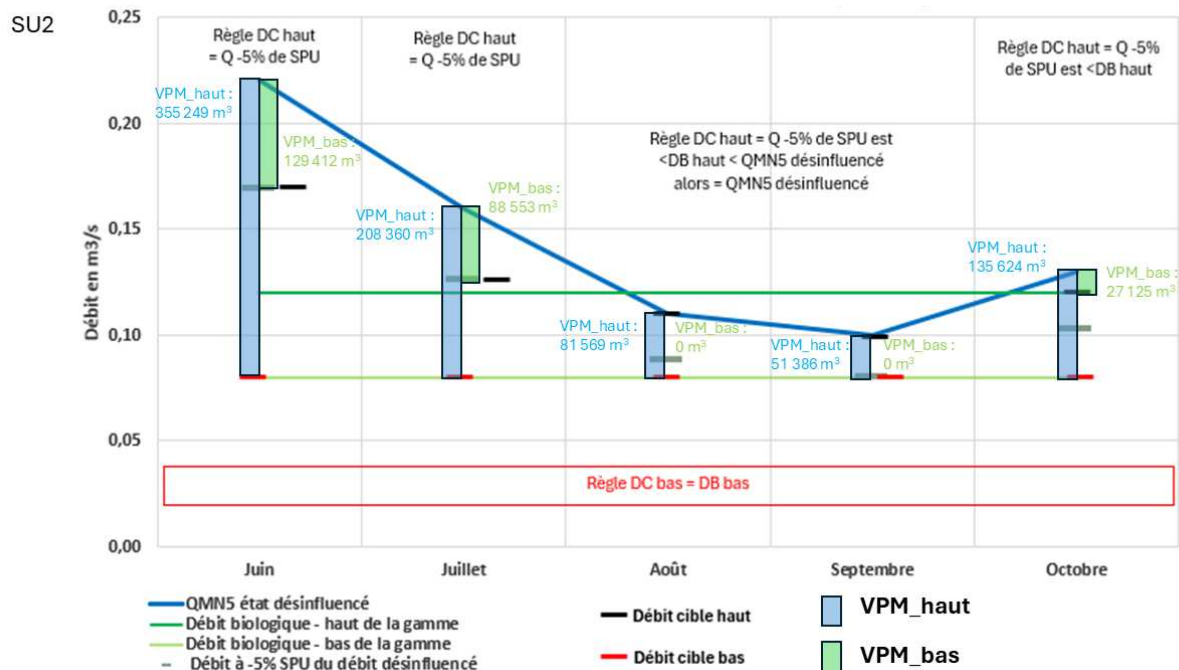 SU2
0,25
0,20
0,15
0,10
0,05
0,00
Débit en m3/s
Règle DC haut
= Q -5% de SPU
Règle DC haut
= Q -5% de SPU
Règle DC haut = Q -5%
de SPU est <DB haut
VPM_haut :
355 249 m³
VPM_bas :
129 412 m³
Règle DC haut = Q -5% de SPU est
<DB haut < QMN5 désinfluencé
alors = QMN5 désinfluencé
VPM_bas :
88 553 m³
VPM_haut :
208 360 m³
VPM_haut :
135 624 m³
VPM_bas :
27 125 m³
VPM_haut :
81 569 m³
VPM_bas :
0 m³
VPM_haut :
51 386 m³
VPM_bas :
0 m³
Règle DC bas = DB bas
Juin
Juillet
Août
Septembre
Octobre
QMN5 état désinfluencé
Débit biologique - haut de la gamme
Débit biologique - bas de la gamme
Débit à -5% SPU du débit désinfluencé
Débit cible haut
Débit cible bas
VPM_haut
VPM_bas